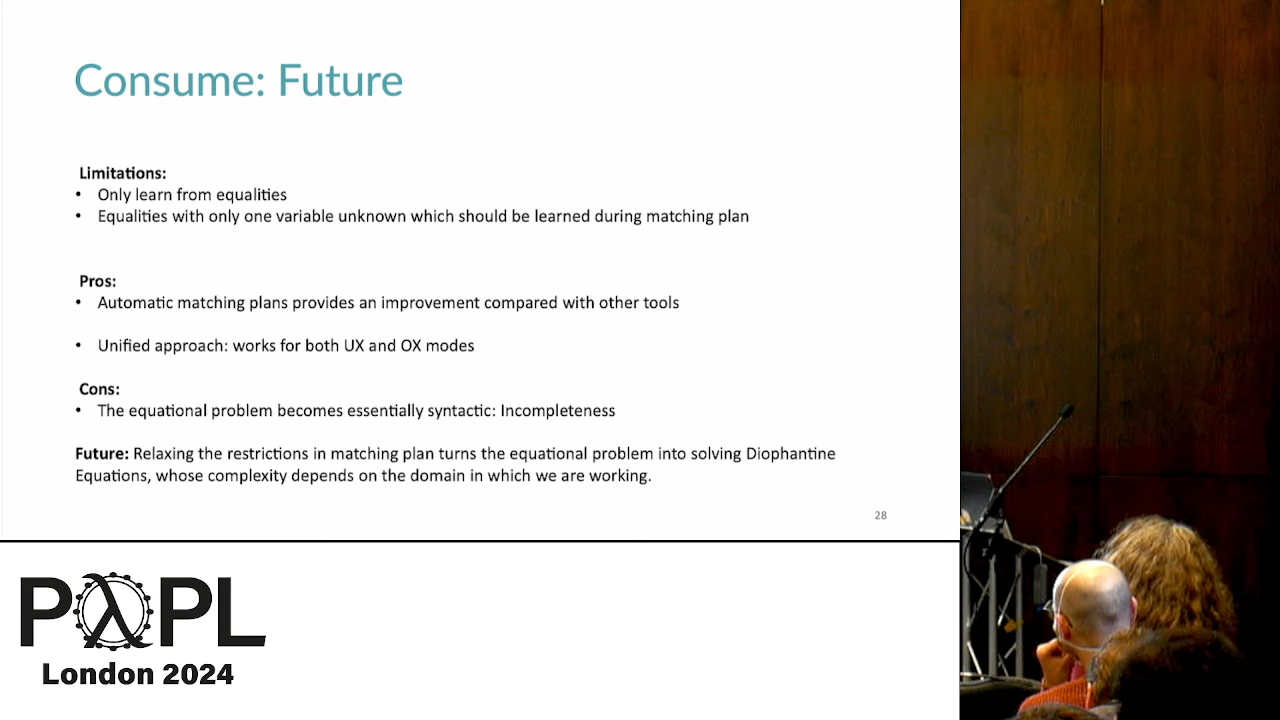 Consume: Future
Limitations:
• Only learn from equalities
• Equalities with only one variable unknown which should be learned during matching plan
Pros:
• Automatic matching plans provides an improvement compared with other tools
• Unified approach: works for both UX and OX modes
Cons:
• The equational problem becomes essentially syntactic: Incompleteness
Future: Relaxing the restrictions in matching plan turns the equational problem into solving Diophantine
Equations, whose complexity depends on the domain in which we are working.
28
PλPL
London 2024